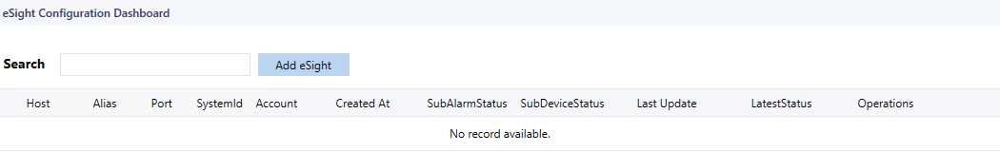 eSight Configuration Dashboard
Search Add eSight
Host Alias Port SystemId Account Created At SubAlarmStatus SubDeviceStatus Last Update LatestStatus Operations
No record available.